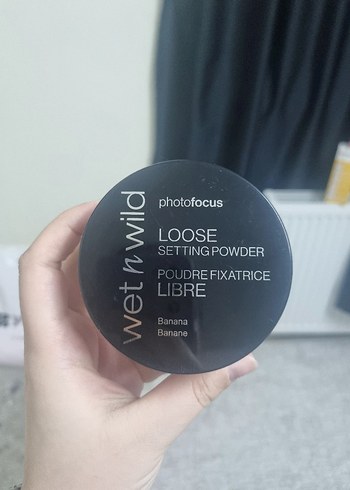 wet n wild
photofocus
LOOSE
SETTING POWDER
POUDRE FIXATRICE
LIBRE
Banana
Banane